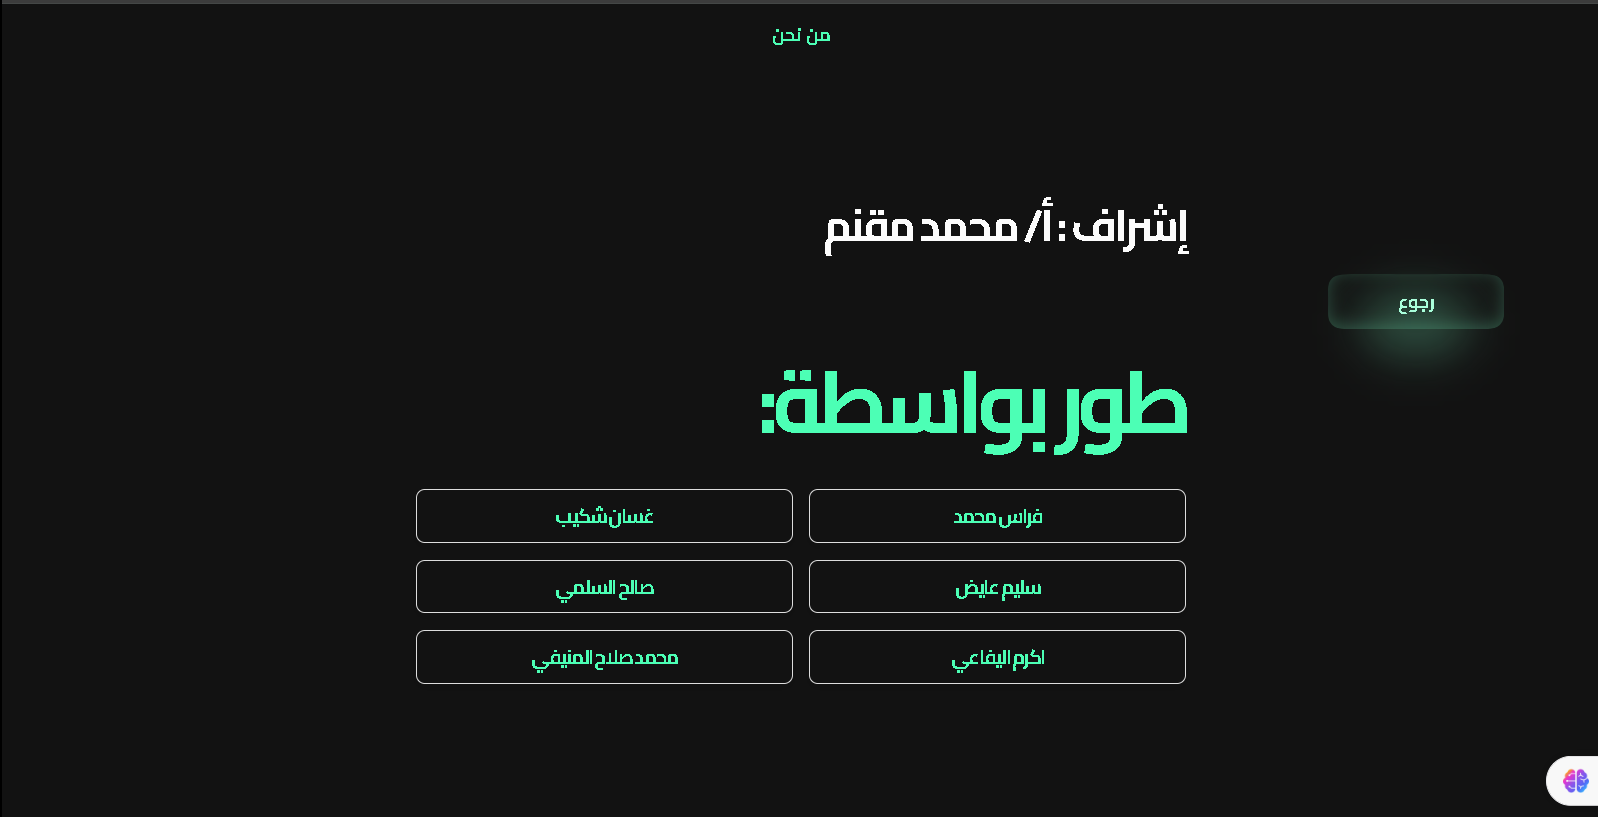 من نحن
إشراف : أ/ محمد مقنم
رجوع
طور بواسطة:
فراس محمد
غسان شكيب
سليم عايض
صالح السلمي
اكرم اليفاعي
محمد صلاح المنيفي